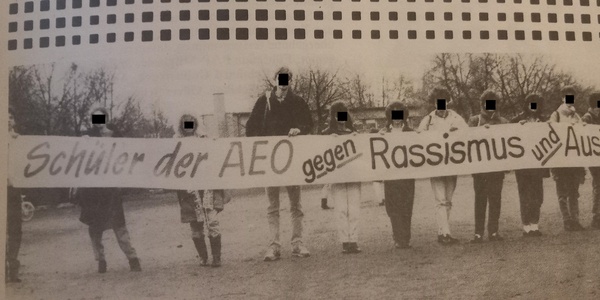 Schüler der AEO gegen Rassismus und Aus